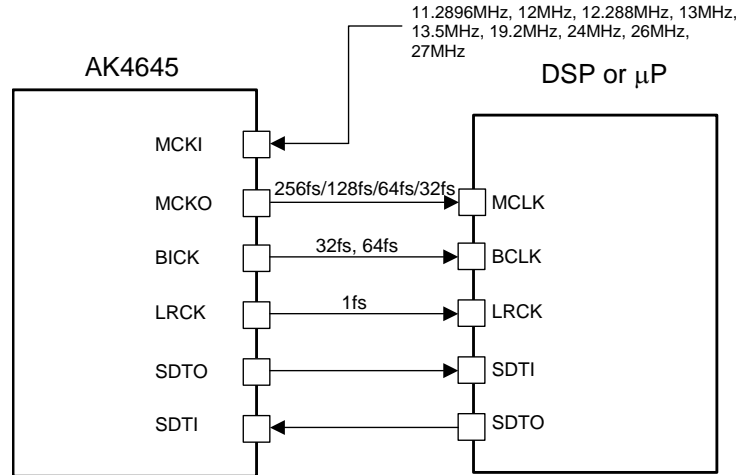 11.2896MHz, 12MHz, 12.288MHz, 13MHz,
13.5MHz, 19.2MHz, 24MHz, 26MHz,
27MHz
AK4645
DSP or μP
MCKI
MCKO
256fs/128fs/64fs/32fs
MCLK
BICK
32fs, 64fs
BCLK
LRCK
1fs
LRCK
SDTO
SDTI
SDTI
SDTO